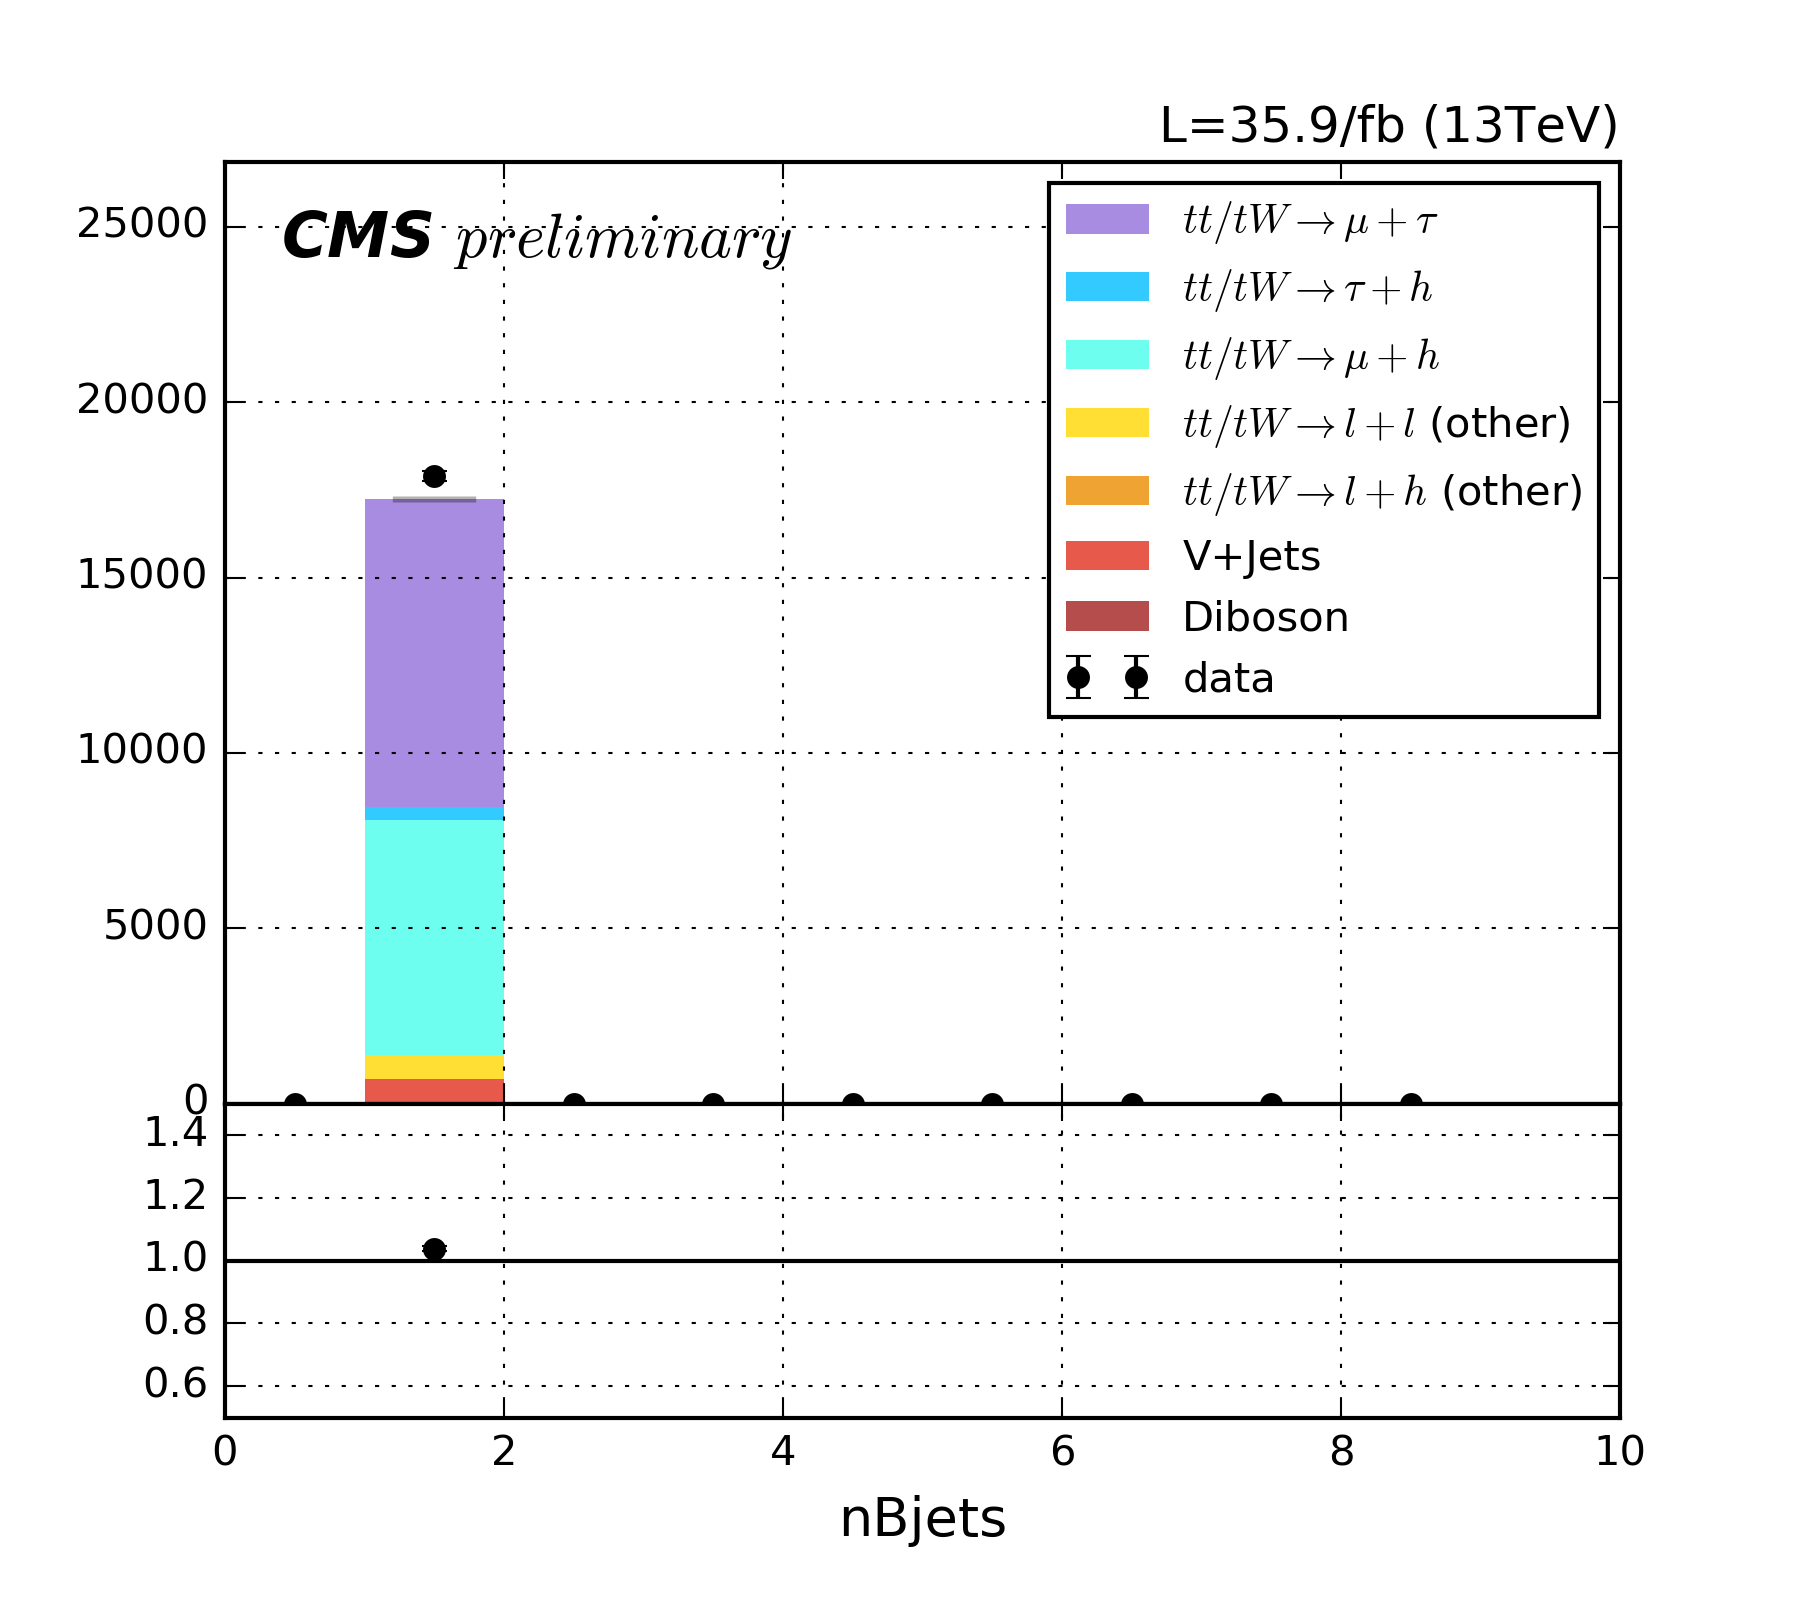 L=35.9/fb (13TeV)
CMS preliminary
25000
20000
15000
10000
5000
0
tt/tW→μ+τ
tt/tW→τ+h
tt/tW→μ+h
tt/tW→l+l (other)
tt/tW→l+h (other)
V+Jets
Diboson
data
1.4
1.2
1.0
0.8
0.6
0 2 4 6 8 10
nBjets